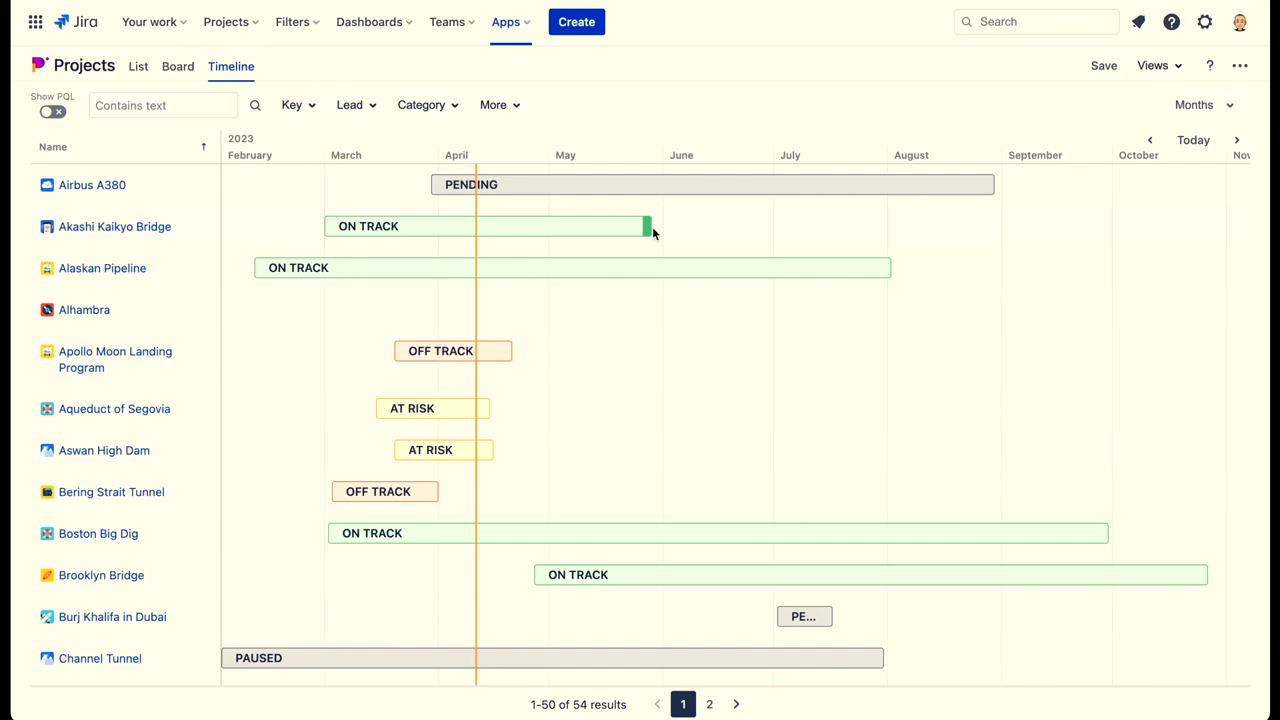 Jira Your work Projects Filters Dashboards Teams Apps Create Search
Projects List Board Timeline Save Views ? •••
Show PQL
Contains text Key Lead Category More Months
Name
2023 Today
February March April May June July August September October Nov
Airbus A380 PENDING
Akashi Kaikyo Bridge ON TRACK
Alaskan Pipeline ON TRACK
Alhambra
Apollo Moon Landing OFF TRACK
Program
Aqueduct of Segovia AT RISK
Aswan High Dam AT RISK
Bering Strait Tunnel OFF TRACK
Boston Big Dig ON TRACK
Brooklyn Bridge ON TRACK
Burj Khalifa in Dubai PE...
Channel Tunnel PAUSED
1-50 of 54 results 1 2